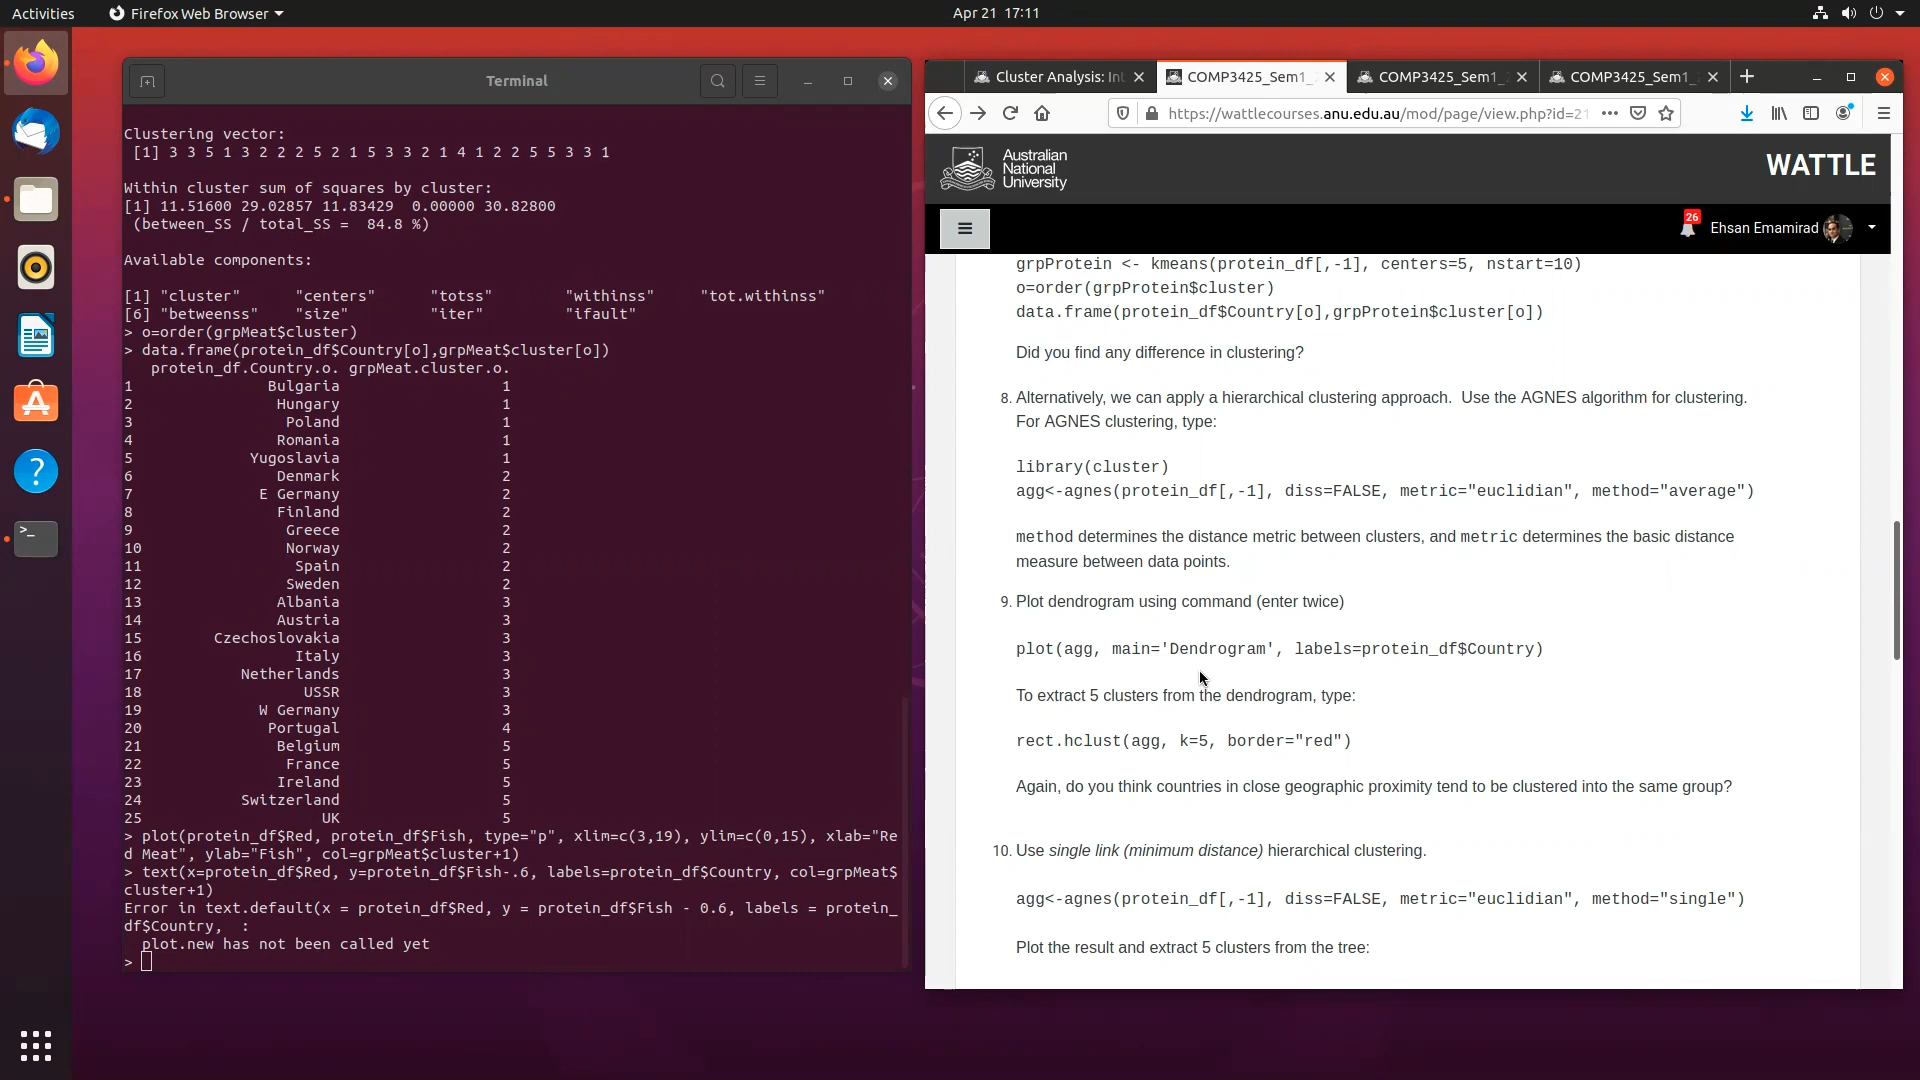 Activities Firefox Web Browser Apr 21 17:11
Terminal
Clustering vector:
[1] 3 3 5 1 3 2 2 2 5 2 1 5 3 3 2 1 4 1 2 2 5 5 3 3 1
Within cluster sum of squares by cluster:
[1] 11.51600 29.02857 11.83429 0.00000 30.82800
(between_SS / total_SS = 84.8 %)
Available components:
[1] "cluster" "centers" "totss" "withinss" "tot.withinss"
[6] "betweenss" "size" "iter" "ifault"
> o=order(grpMeat$cluster)
> data.frame(protein_df$Country[o],grpMeat$cluster[o])
protein_df.Country.o. grpMeat.cluster.o.
1 Bulgaria 1
2 Hungary 1
3 Poland 1
4 Romania 1
5 Yugoslavia 1
6 Denmark 2
7 E Germany 2
8 Finland 2
9 Greece 2
10 Norway 2
11 Spain 2
12 Sweden 2
13 Albania 3
14 Austria 3
15 Czechoslovakia 3
16 Italy 3
17 Netherlands 3
18 USSR 3
19 W Germany 3
20 Portugal 4
21 Belgium 5
22 France 5
23 Ireland 5
24 Switzerland 5
25 UK 5
> plot(protein_df$Red, protein_df$Fish, type="p", xlim=c(3,19), ylim=c(0,15), xlab="Re
d Meat", ylab="Fish", col=grpMeat$cluster+1)
> text(x=protein_df$Red, y=protein_df$Fish-.6, labels=protein_df$Country, col=grpMeat$
cluster+1)
Error in text.default(x = protein_df$Red, y = protein_df$Fish - 0.6, labels = protein_
df$Country, :
plot.new has not been called yet
>
Cluster Analysis: Int COMP3425_Sem1_ COMP3425_Sem1_ COMP3425_Sem1_
https://wattlecourses.anu.edu.au/mod/page/view.php?id=21
Australian
National
University
WATTLE
26 Ehsan Emamirad
grpProtein <- kmeans(protein_df[,-1], centers=5, nstart=10)
o=order(grpProtein$cluster)
data.frame(protein_df$Country[o],grpProtein$cluster[o])
Did you find any difference in clustering?
8. Alternatively, we can apply a hierarchical clustering approach. Use the AGNES algorithm for clustering.
For AGNES clustering, type:
library(cluster)
agg<-agnes(protein_df[,-1], diss=FALSE, metric="euclidian", method="average")
method determines the distance metric between clusters, and metric determines the basic distance
measure between data points.
9. Plot dendrogram using command (enter twice)
plot(agg, main='Dendrogram', labels=protein_df$Country)
To extract 5 clusters from the dendrogram, type:
rect.hclust(agg, k=5, border="red")
Again, do you think countries in close geographic proximity tend to be clustered into the same group?
10. Use single link (minimum distance) hierarchical clustering.
agg<-agnes(protein_df[,-1], diss=FALSE, metric="euclidian", method="single")
Plot the result and extract 5 clusters from the tree: